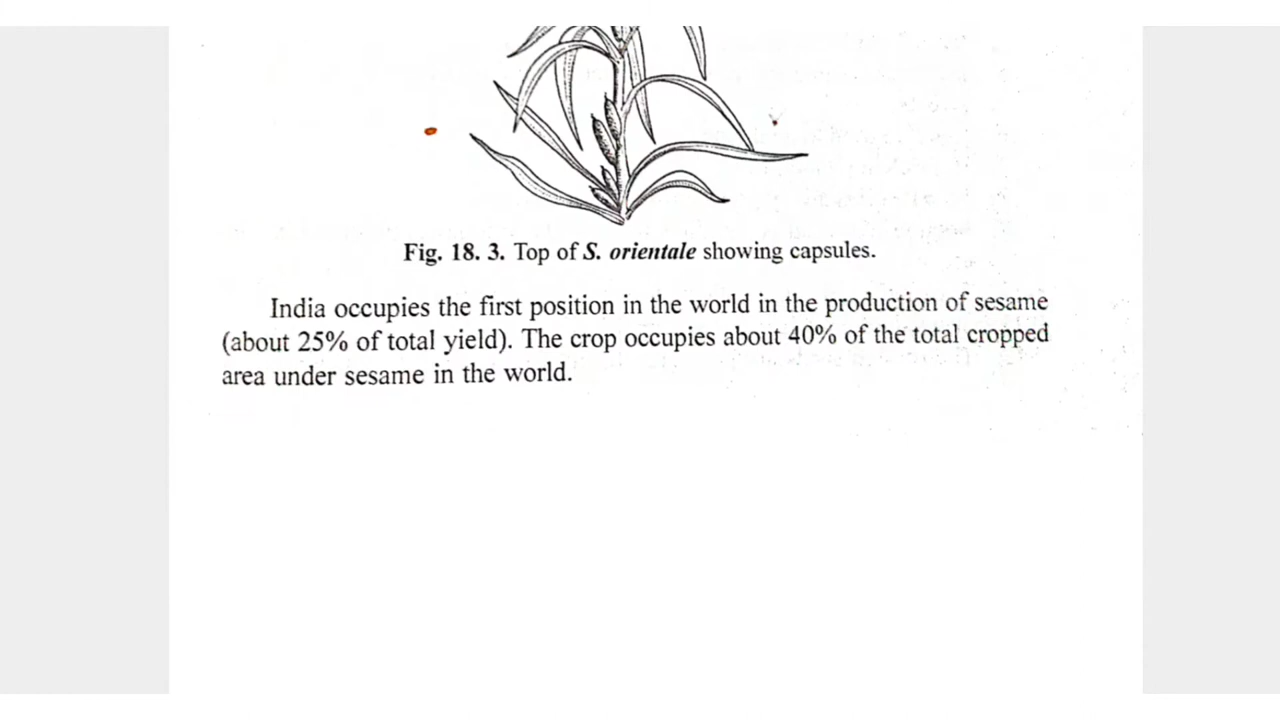 Fig. 18. 3. Top of S. orientale showing capsules.
India occupies the first position in the world in the production of sesame
(about 25% of total yield). The crop occupies about 40% of the total cropped
area under sesame in the world.